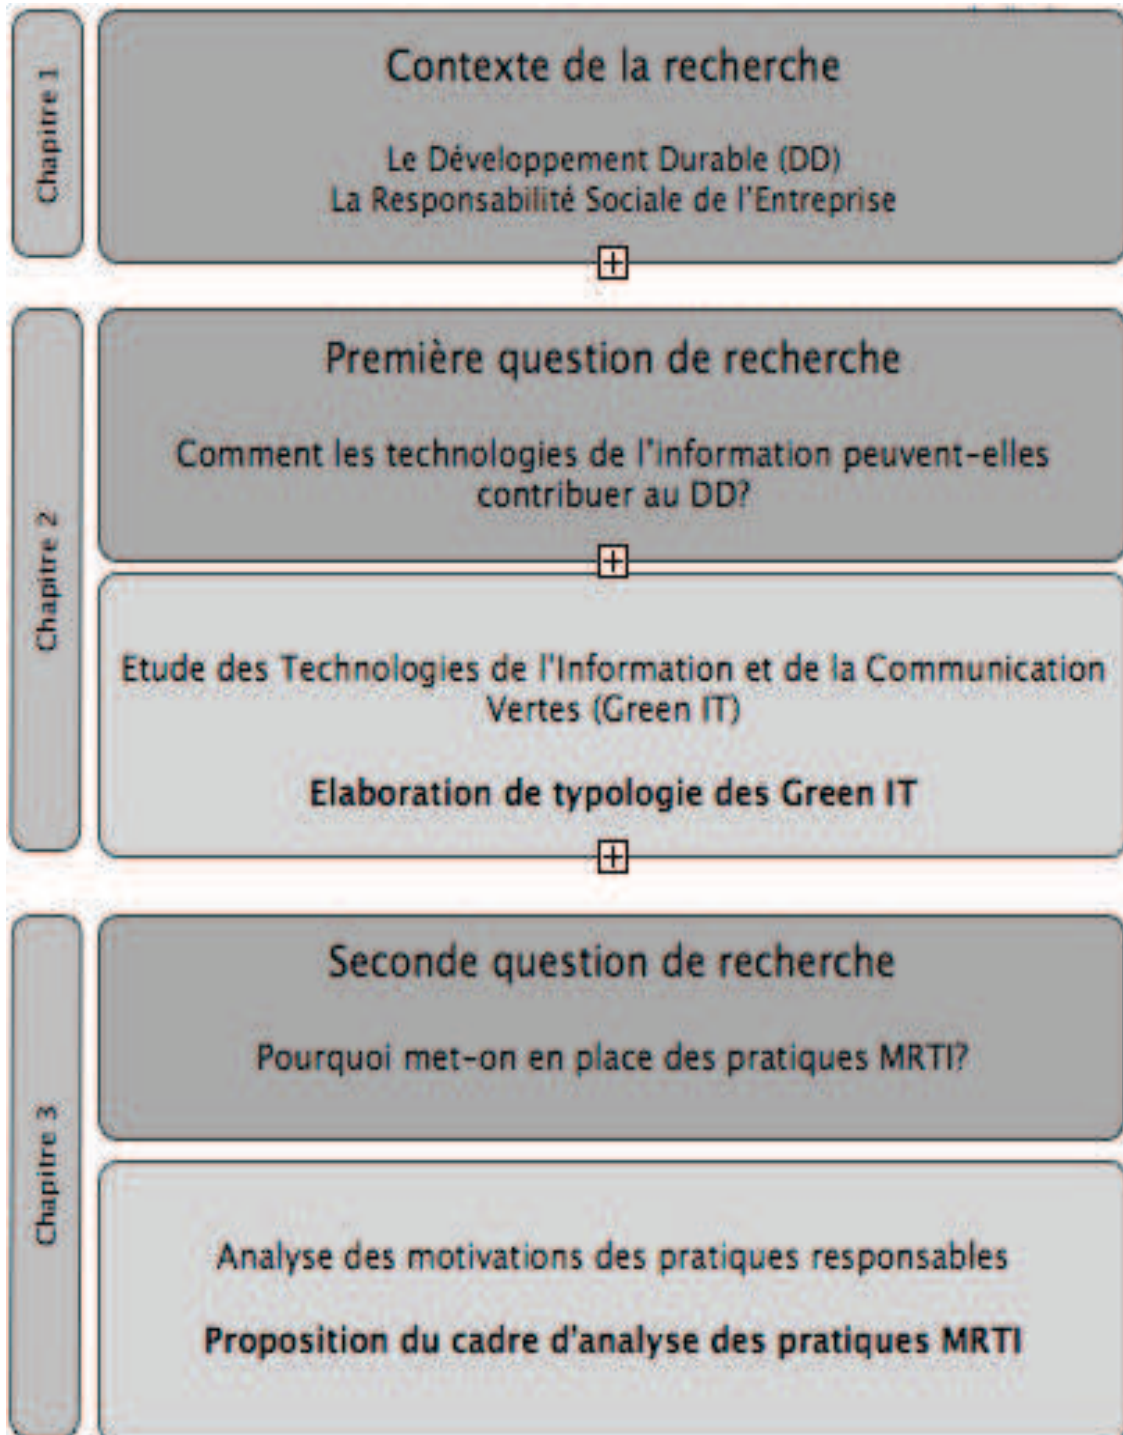 Chapitre 1
Contexte de la recherche
Le Développement Durable (DD)
La Responsabilité Sociale de l'Entreprise
Chapitre 2
Première question de recherche
Comment les technologies de l'information peuvent-elles
contribuer au DD?
Etude des Technologies de l'Information et de la Communication
Vertes (Green IT)
Elaboration de typologie des Green IT
Chapitre 3
Seconde question de recherche
Pourquoi met-on en place des pratiques MRTI?
Analyse des motivations des pratiques responsables
Proposition du cadre d'analyse des pratiques MRTI